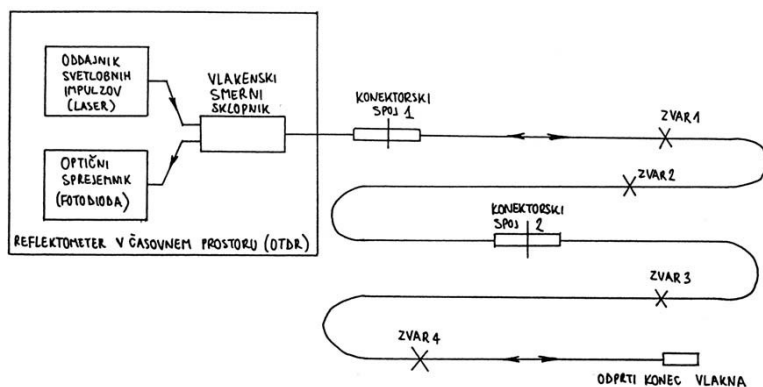 ODDAJNIK
SVETLOBNIH
IMPULZOV
(LASER)
VLAKENSKI
SMERNI
SKLOPNIK
OPTIČNI
SPREJEMNIK
(FOTODIODA)
REFLEKTOMETER V ČASOVNEM PROSTORU (OTDR)
KONEKTORSKI
SPOJ 1
ZVAR 1
ZVAR 2
KONEKTORSKI
SPOJ 2
ZVAR 3
ZVAR 4
ODPRTI KONEC VLAKNA